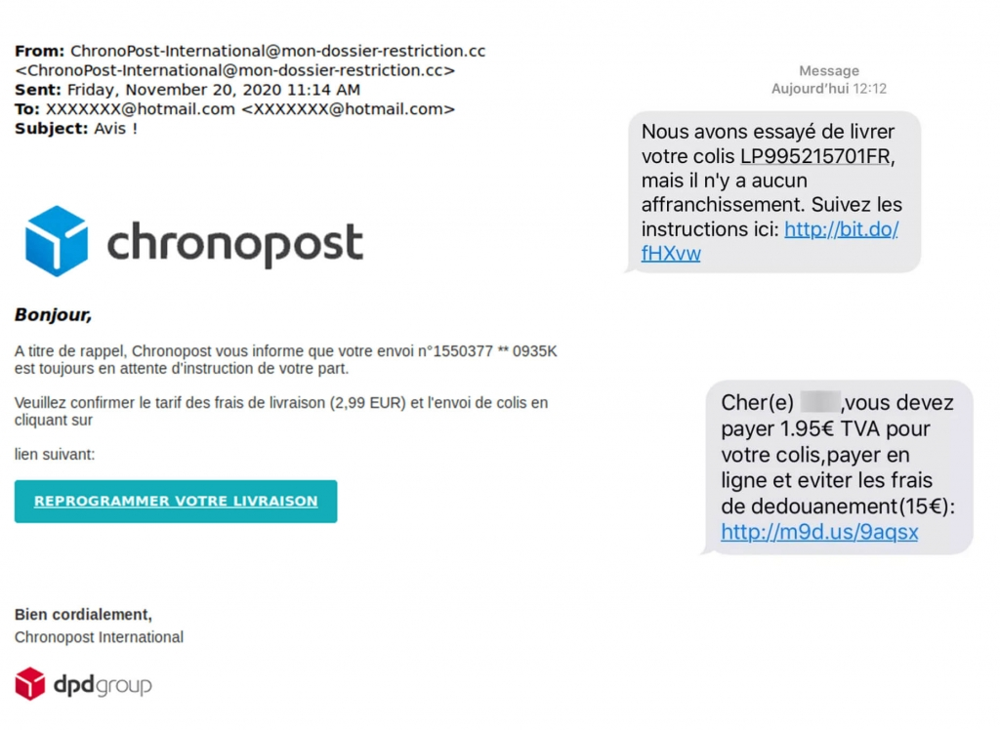 From: ChronoPost-International@mon-dossier-restriction.cc
<ChronoPost-International@mon-dossier-restriction.cc>
Sent: Friday, November 20, 2020 11:14 AM
To: XXXXXXX@hotmail.com <XXXXXXX@hotmail.com>
Subject: Avis !
chronopost
Bonjour,
A titre de rappel, Chronopost vous informe que votre envoi n°1550377 ** 0935K
est toujours en attente d'instruction de votre part.
Veuillez confirmer le tarif des frais de livraison (2,99 EUR) et l'envoi de colis en
cliquant sur
lien suivant:
REPROGRAMMER VOTRE LIVRAISON
Bien cordialement,
Chronopost International
dpdgroup
Message
Aujourd'hui 12:12
Nous avons essayé de livrer
votre colis LP995215701FR,
mais il n'y a aucun
affranchissement. Suivez les
instructions ici: http://bit.do/
fHXvw
Cher(e) ,vous devez
payer 1.95€ TVA pour
votre colis,payer en
ligne et eviter les frais
de dedouanement(15€):
http://m9d.us/9aqsx